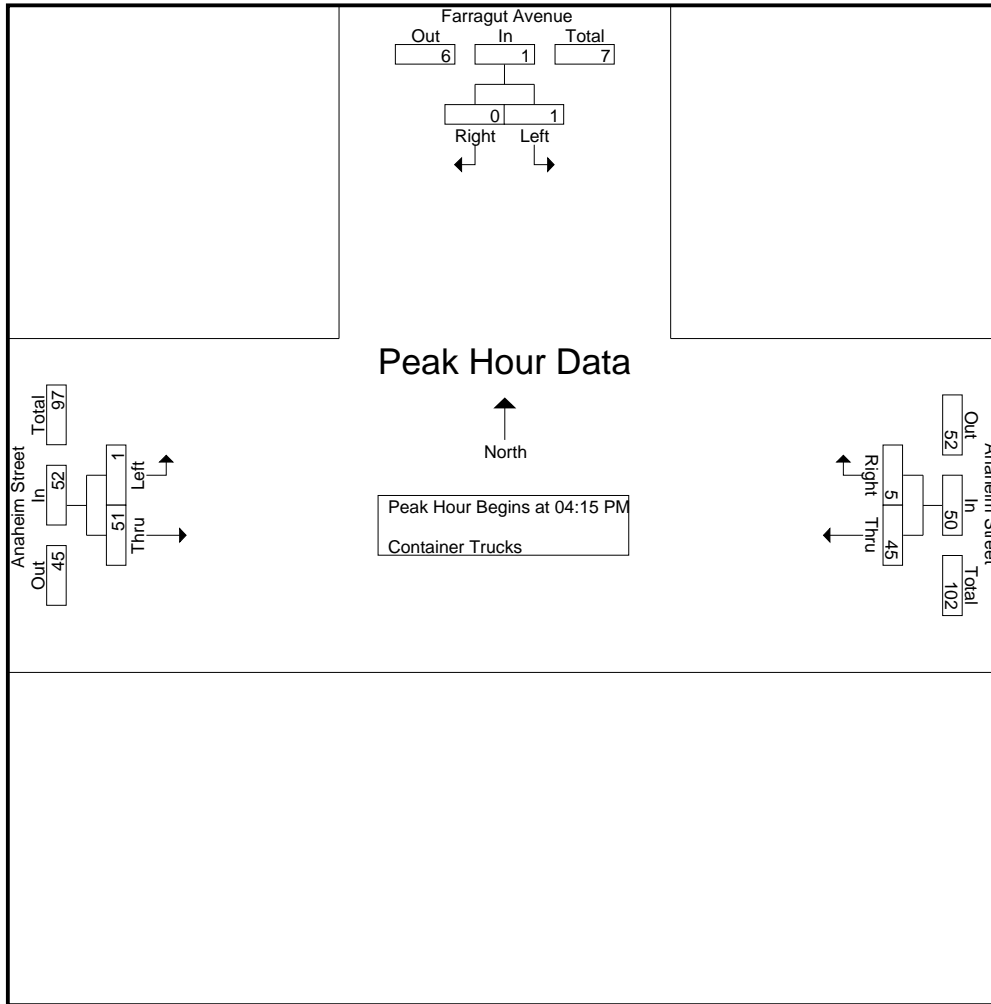 Farragut Avenue
Out In Total
6 1 7
0 1
Right Left
Peak Hour Data
North
Peak Hour Begins at 04:15 PM
Container Trucks
Anaheim Street
Total In Out
97 52 45
1 51
Left Thru
Anaheim Street
Out In Total
52 50 102
Right Thru
5 45